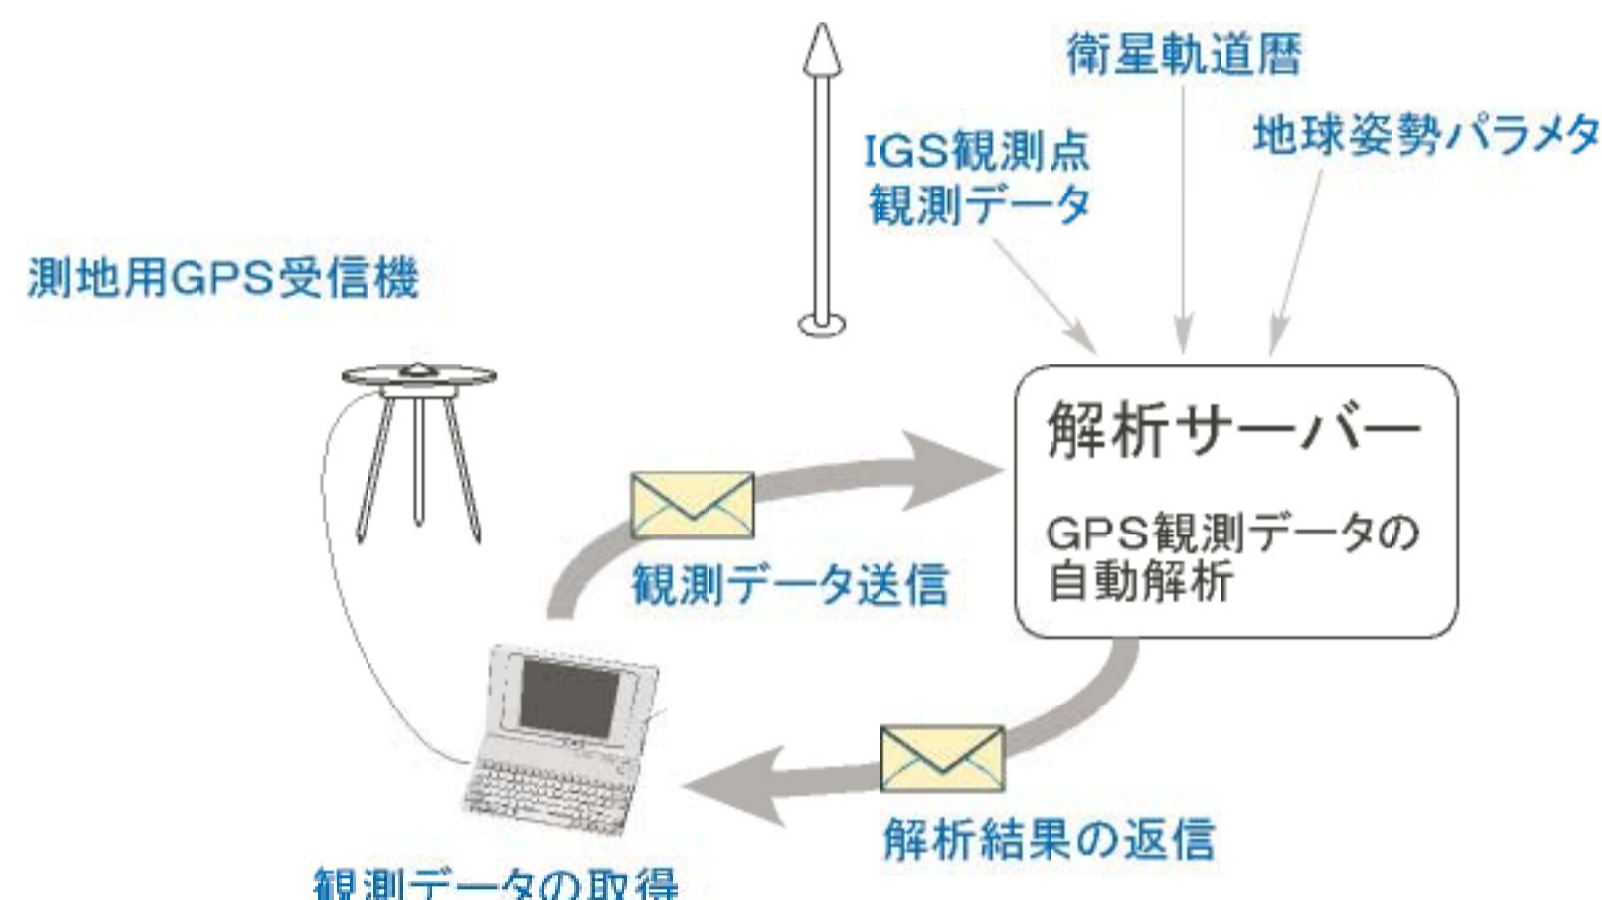 衛星軌道暦
地球姿勢パラメタ
IGS観測点
観測データ
測地用GPS受信機
解析サーバー
GPS観測データの
自動解析
観測データ送信
解析結果の返信
観測データの取得